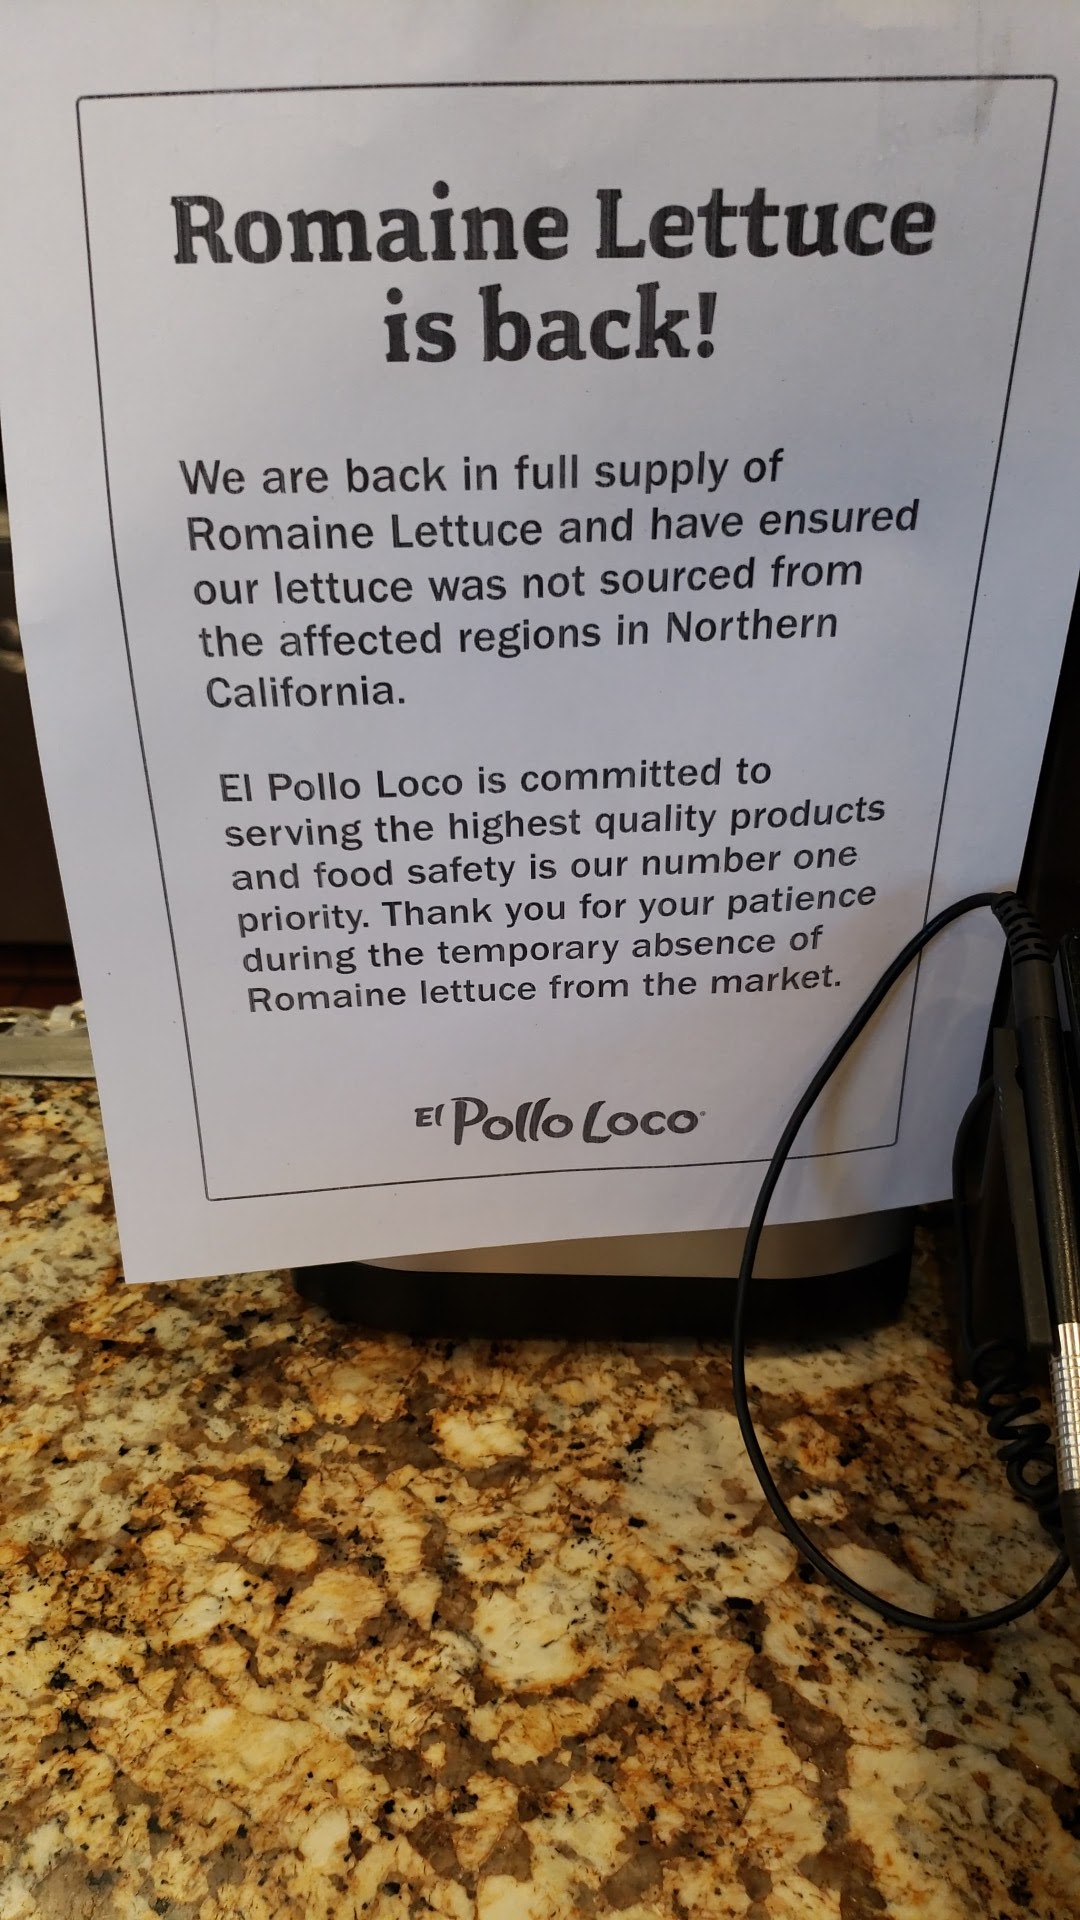 Romaine Lettuce
is back!
We are back in full supply of
Romaine Lettuce and have ensured
our lettuce was not sourced from
the affected regions in Northern
California.
El Pollo Loco is committed to
serving the highest quality products
and food safety is our number one
priority. Thank you for your patience
during the temporary absence of
Romaine lettuce from the market.
El Pollo Loco